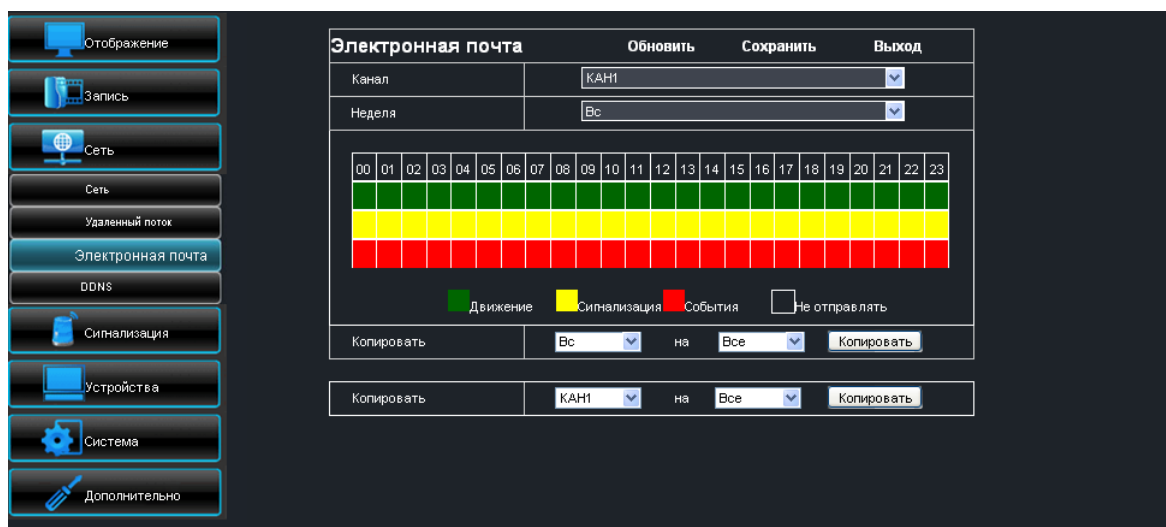 Отображение
Запись
Сеть
Сеть
Удаленный поток
Электронная почта
DDNS
Сигнализация
Устройства
Система
Дополнительно
Электронная почта Обновить Сохранить Выход
Канал КАН1
Неделя Вс
00 01 02 03 04 05 06 07 08 09 10 11 12 13 14 15 16 17 18 19 20 21 22 23
Движение Сигнализация События Не отправлять
Копировать Вс на Все Копировать
Копировать КАН1 на Все Копировать